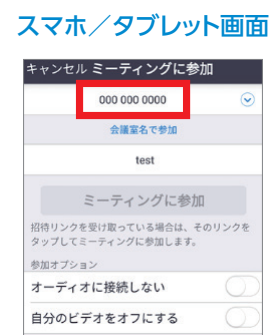 スマホ／タブレット画面
キャンセル ミーティングに参加
000 000 0000
会議室名で参加
test
ミーティングに参加
招待リンクを受け取っている場合は、そのリンクを
タップしてミーティングに参加します。
参加オプション
オーディオに接続しない
自分のビデオをオフにする